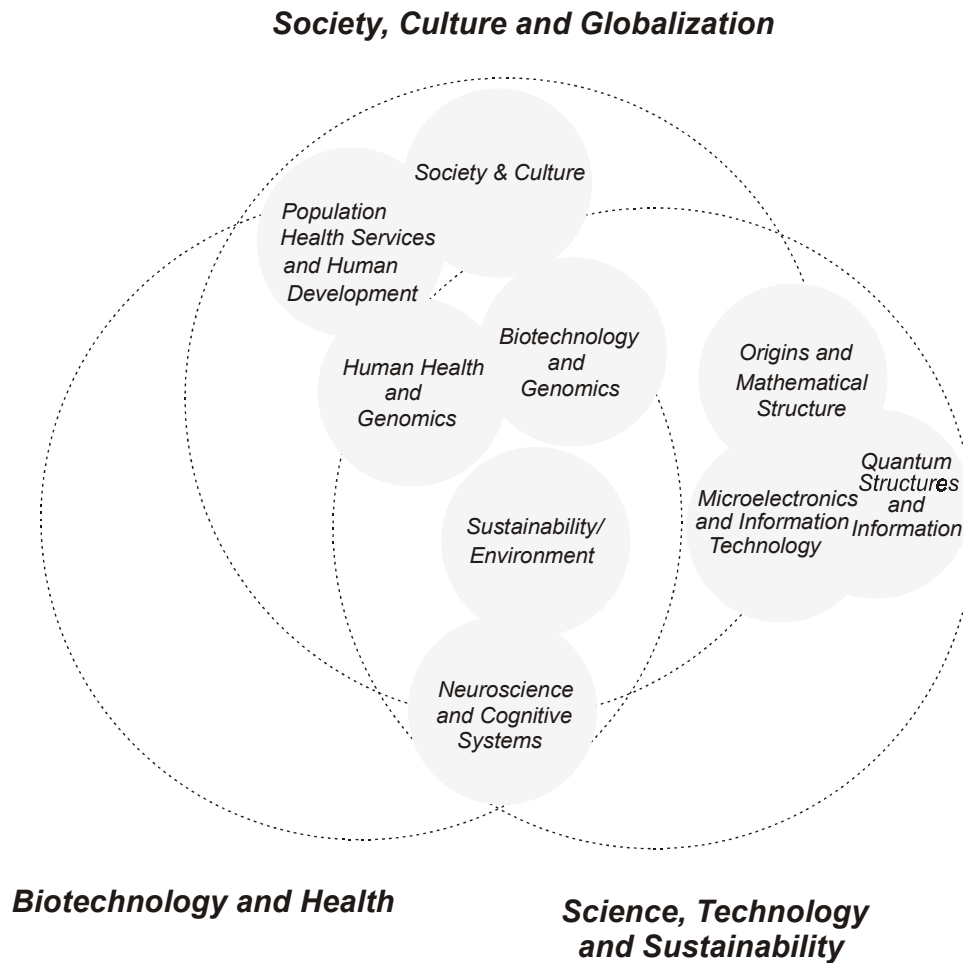 Society, Culture and Globalization
Society & Culture
Population
Health Services
and Human
Development
Biotechnology
and
Genomics
Human Health
and
Genomics
Origins and
Mathematical
Structure
Quantum
Structures
and
Information
Microelectronics
and Information
Technology
Sustainability/
Environment
Neuroscience
and Cognitive
Systems
Biotechnology and Health
Science, Technology
and Sustainability